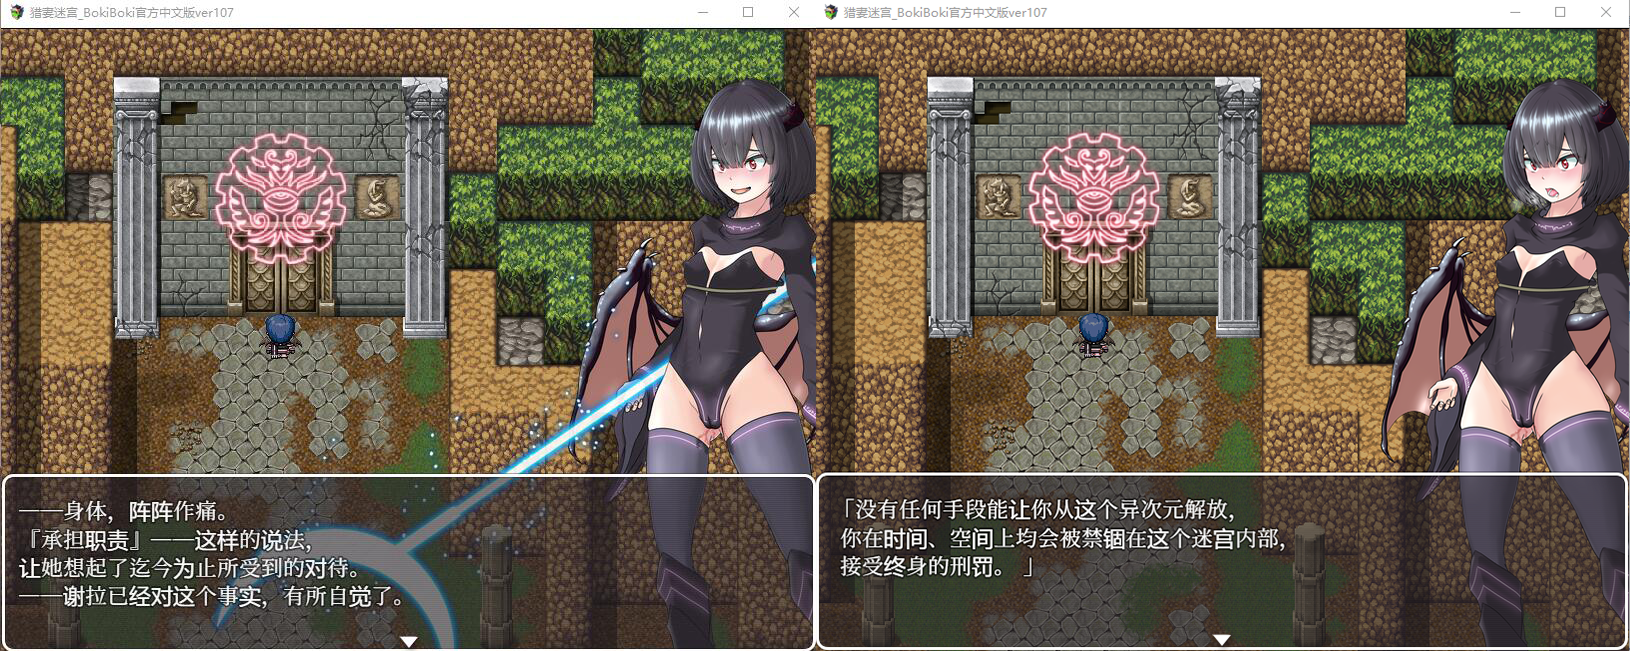 猎妻迷宫_BokiBoki官方中文版ver107
——身体，阵阵作痛。
『承担职责』——这样的说法，
让她想起了迄今为止所受到的对待。
——谢拉已经对这个事实，有所自觉了。
猎妻迷宫_BokiBoki官方中文版ver107
「没有任何手段能让你从这个异次元解放，
你在时间、空间上均会被禁锢在这个迷宫内部，
接受终身的刑罚。」